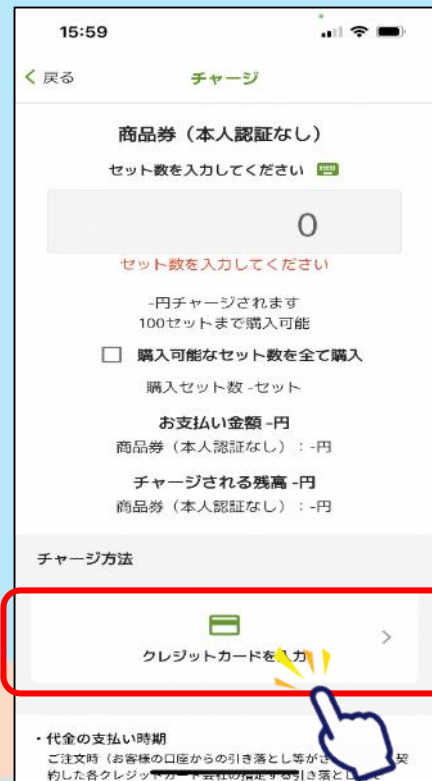 15:59
戻る
チャージ
商品券（本人認証なし）
セット数を入力してください
0
セット数を入力してください
-円チャージされます
100セットまで購入可能
購入可能なセット数を全て購入
購入セット数 -セット
お支払い金額 -円
商品券（本人認証なし）：-円
チャージされる残高 -円
商品券（本人認証なし）：-円
チャージ方法
クレジットカードを入力
・代金の支払い時期
ご注文時（お客様の口座からの引き落とし等がさ 契
約した各クレジットカード会社の指定する引き落とし